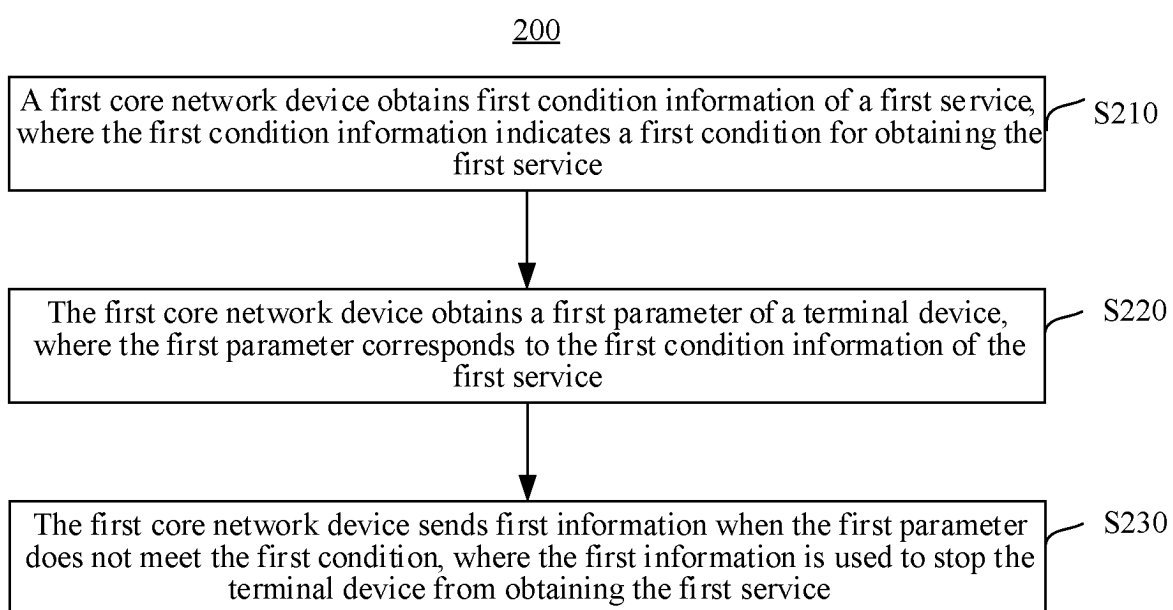 200
A first core network device obtains first condition information of a first service,
where the first condition information indicates a first condition for obtaining the
first service
S210
The first core network device obtains a first parameter of a terminal device,
where the first parameter corresponds to the first condition information of the
first service
S220
The first core network device sends first information when the first parameter
does not meet the first condition, where the first information is used to stop the
terminal device from obtaining the first service
S230